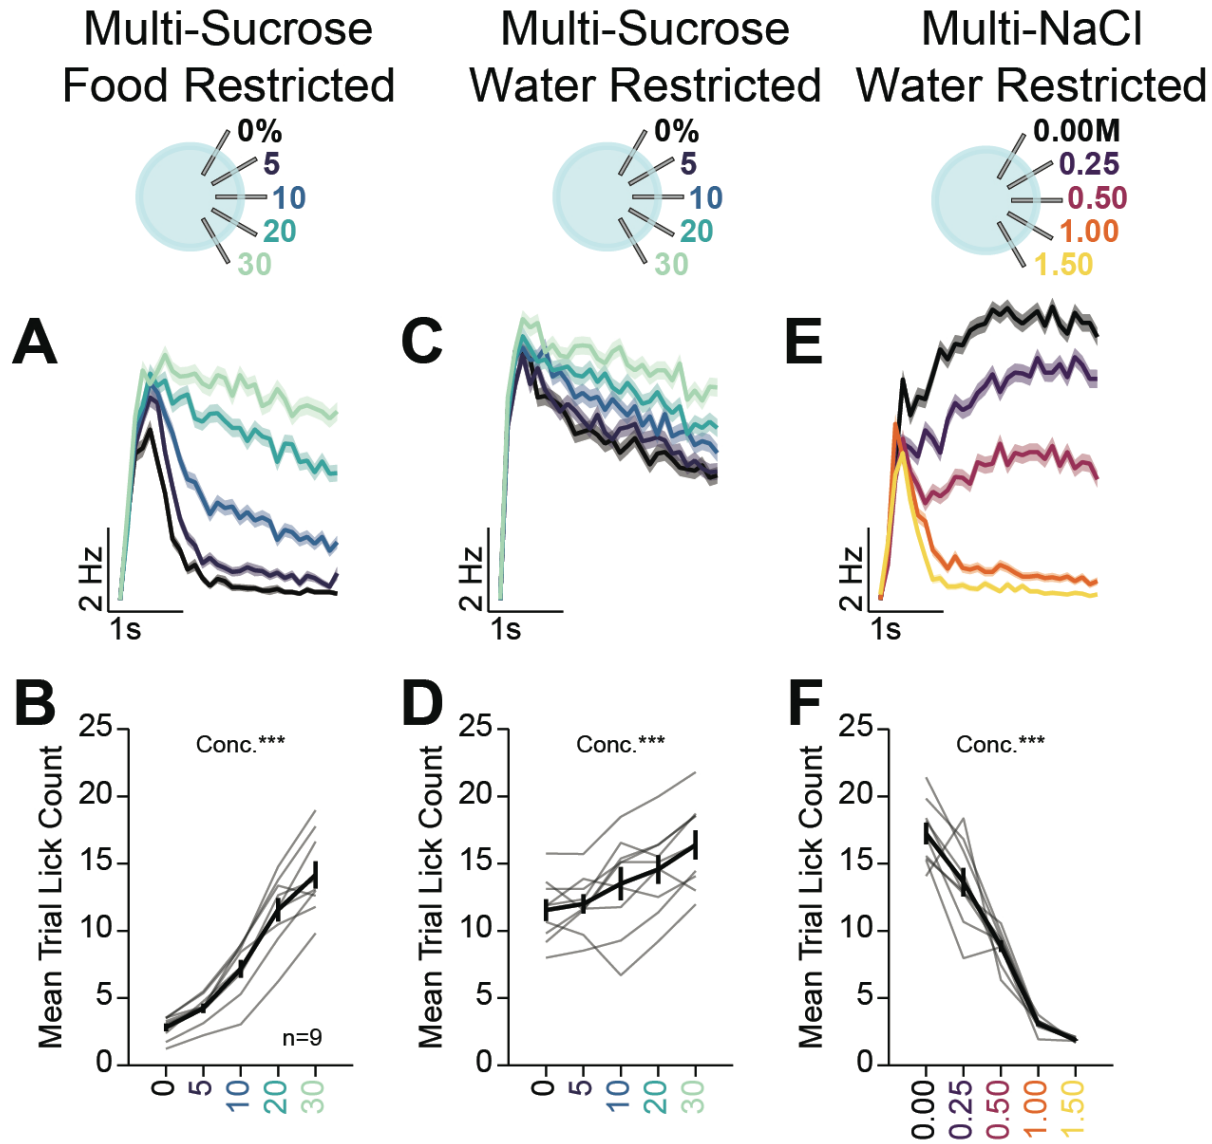 Multi-Sucrose
Food Restricted
0%
5
10
20
30
Multi-Sucrose
Water Restricted
0%
5
10
20
30
Multi-NaCl
Water Restricted
0.00M
0.25
0.50
1.00
1.50
A
2 Hz
1s
C
2 Hz
1s
E
2 Hz
1s
B
Mean Trial Lick Count
25
20
15
10
5
0
Conc.***
n=9
0
5
10
20
30
D
Mean Trial Lick Count
25
20
15
10
5
0
Conc.***
0
5
10
20
30
F
Mean Trial Lick Count
25
20
15
10
5
0
Conc.***
0.00
0.25
0.50
1.00
1.50